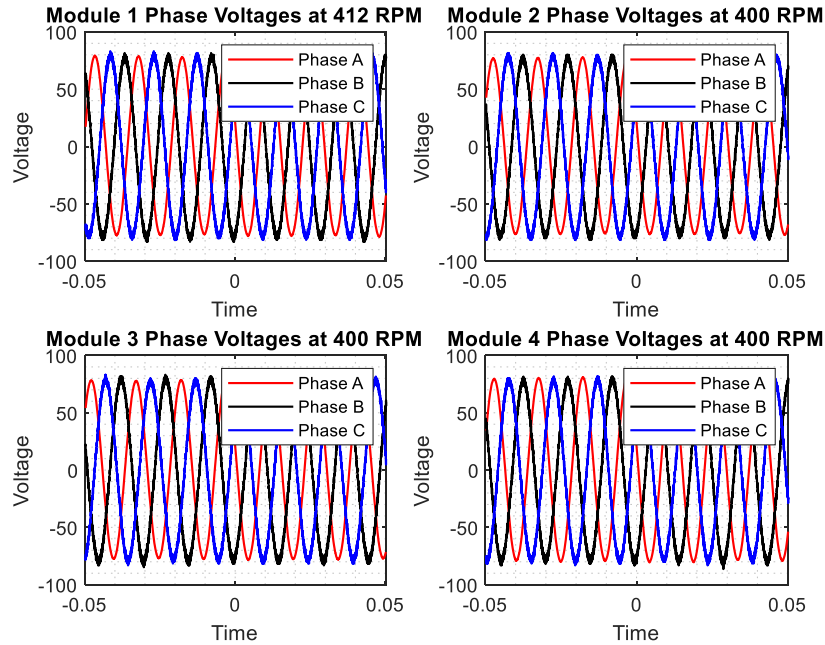 Module 1 Phase Voltages at 412 RPM
100
50
0
-50
-100
Voltage
-0.05
0
0.05
Time
Phase A
Phase B
Phase C
Module 2 Phase Voltages at 400 RPM
100
50
0
-50
-100
Voltage
-0.05
0
0.05
Time
Phase A
Phase B
Phase C
Module 3 Phase Voltages at 400 RPM
100
50
0
-50
-100
Voltage
-0.05
0
0.05
Time
Phase A
Phase B
Phase C
Module 4 Phase Voltages at 400 RPM
100
50
0
-50
-100
Voltage
-0.05
0
0.05
Time
Phase A
Phase B
Phase C